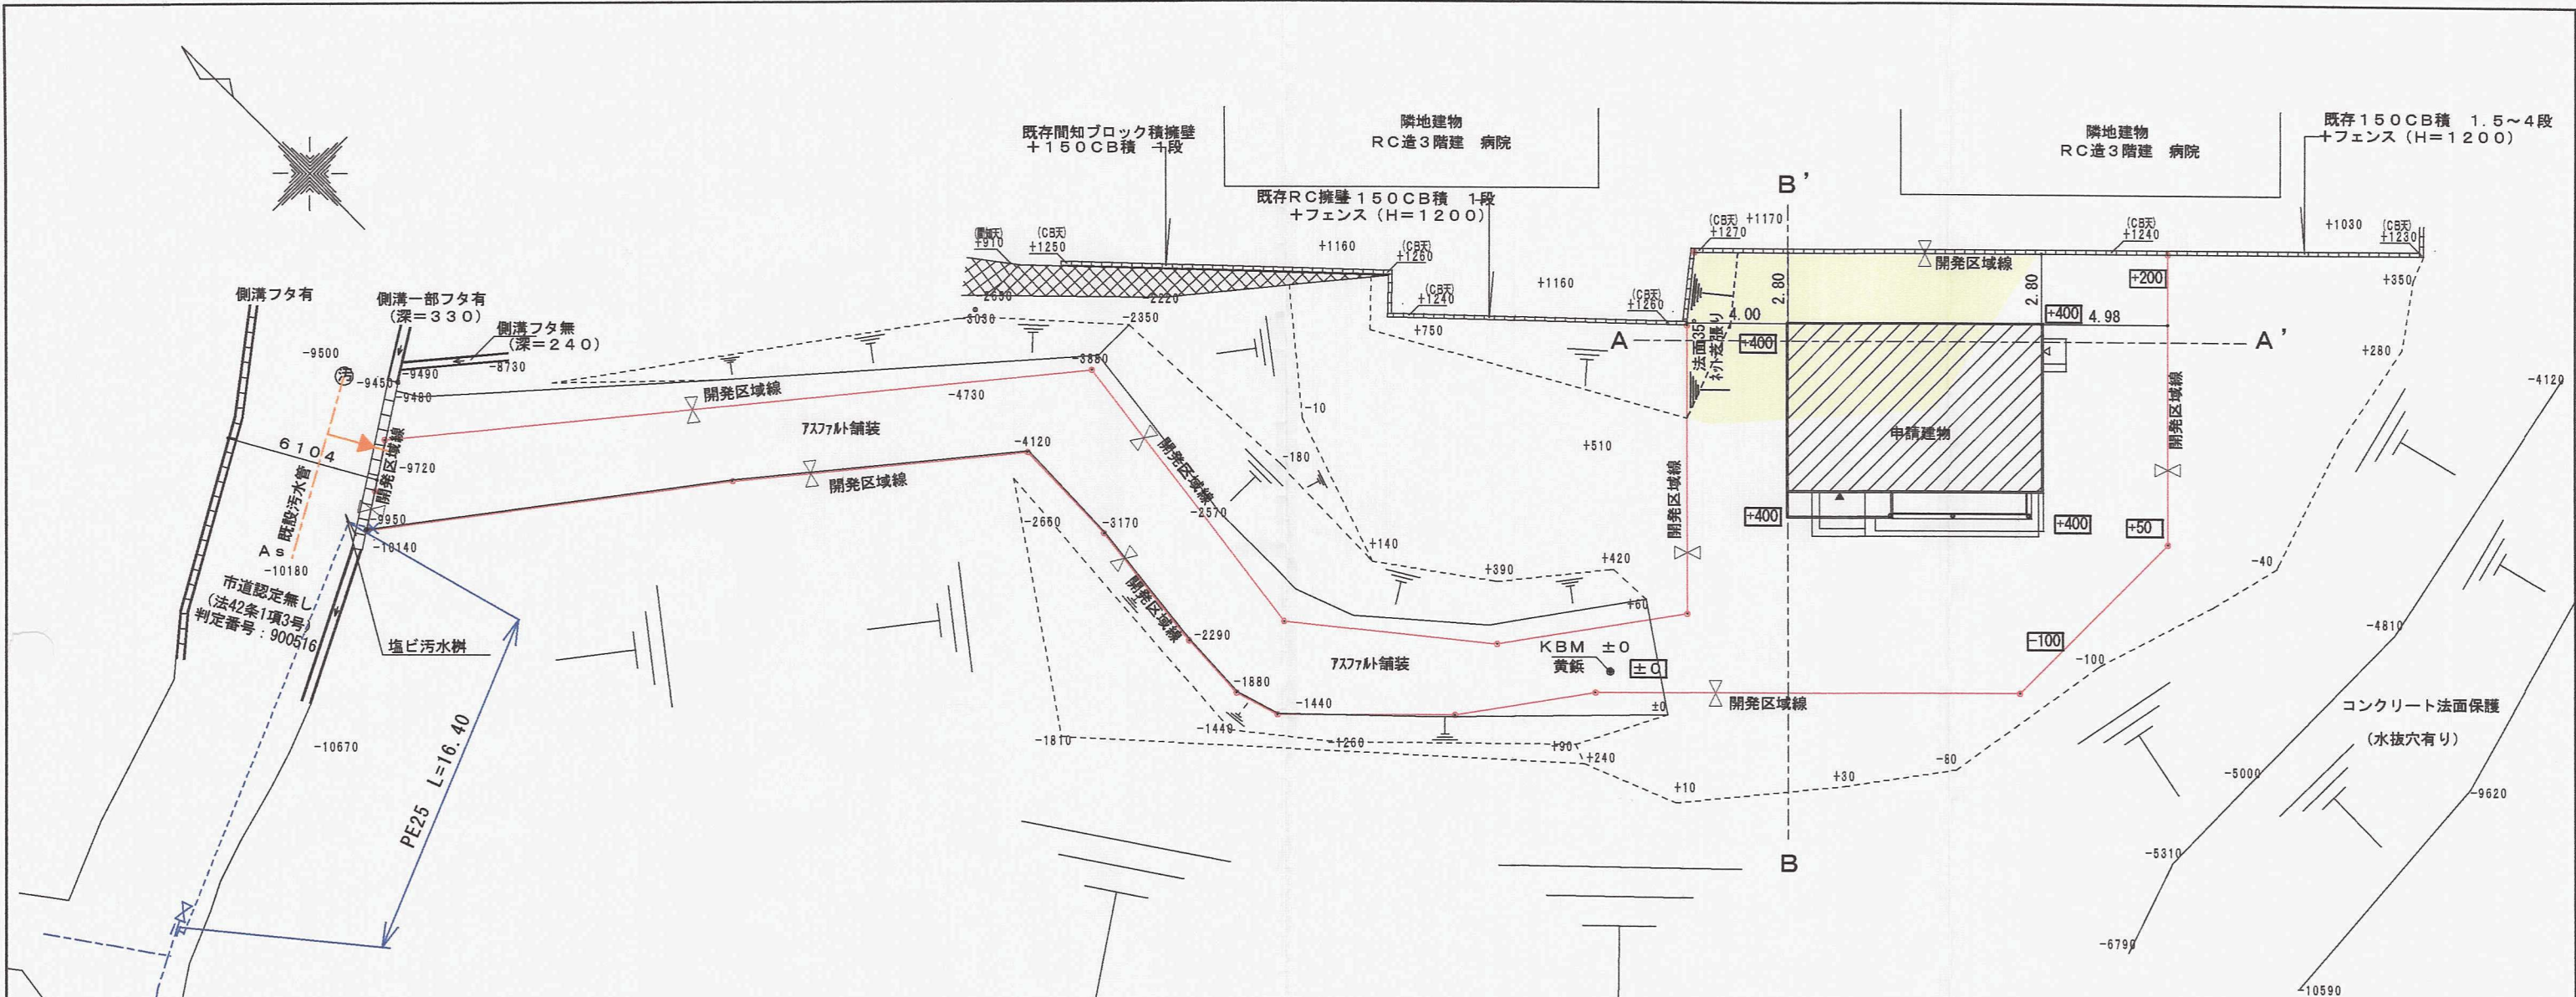 既存間知ブロック積擁壁
＋１５０ＣＢ積　１段
隣地建物
ＲＣ造３階建　病院
隣地建物
ＲＣ造３階建　病院
既存１５０ＣＢ積　１．５～４段
＋フェンス（Ｈ＝１２００）
既存ＲＣ擁壁１５０ＣＢ積　１段
＋フェンス（Ｈ＝１２００）
Ｂ’
(CB天)
+1270
+1170
(CB天)
+1240
+1030
(CB天)
+1230
+910
(CB天)
+1250
+1160
(CB天)
+1260
開発区域線
+200
+350
側溝フタ有
側溝一部フタ有
（深＝３３０）
側溝フタ無
（深＝２４０）
-2650
-2220
+1160
(CB天)
+1240
(CB天)
+1260
2.80
2.80
-3030
-2350
+750
4.00
+400
4.98
Ａ
+400
Ａ’
法面35°
ネット芝張り
+280
-9500
汚
-9450
-9490
-8730
-9480
-3880
開発区域線
-4730
-4120
アスファルト舗装
-10
開発区域線
６１０４
開発区域線
-9720
-4120
開発区域線
-180
+510
申請建物
開発区域線
開発区域線
既設汚水管
-9950
-2660
-3170
-2570
+400
+400
+50
Ａｓ
-10140
-10180
市道認定無し
（法42条1項3号）
判定番号：900516
+140
+390
+420
-40
開発区域線
+60
塩ビ汚水桝
-2290
-4810
ＫＢＭ　±０
黄鋲
±0
-100
-100
アスファルト舗装
-1880
-1440
±0
開発区域線
コンクリート法面保護
（水抜穴有り）
-10670
-1810
-1440
-1260
+90
+240
-80
+30
+10
-5000
-9620
PE25　L=16.40
-5310
Ｂ
-6790
-10590